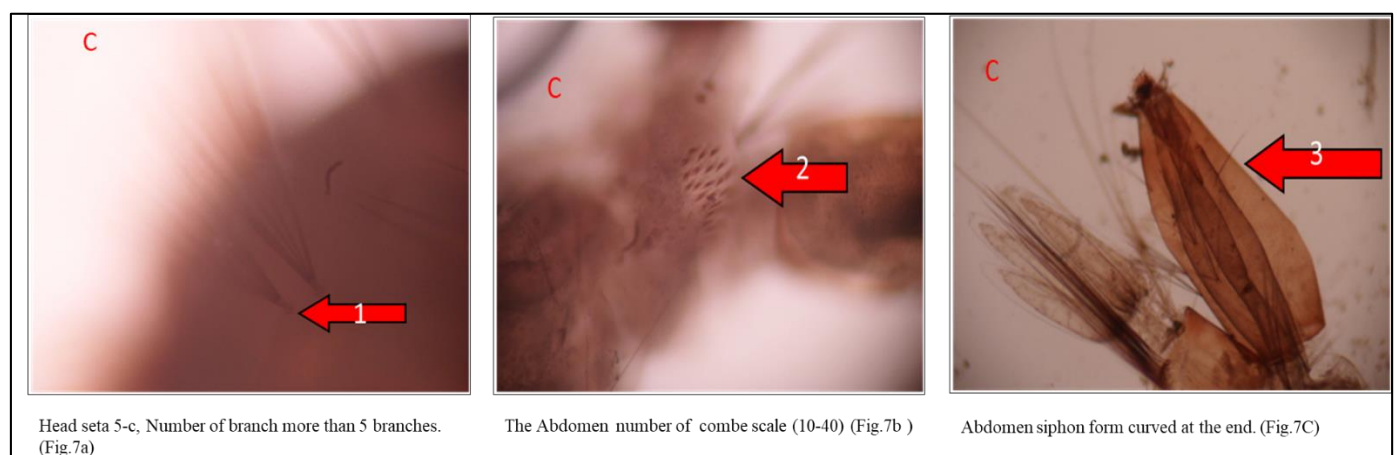 C
1
Head seta 5-c, Number of branch more than 5 branches.
(Fig.7a)
C
2
The Abdomen number of combe scale (10-40) (Fig.7b )
C
3
Abdomen siphon form curved at the end. (Fig.7C)